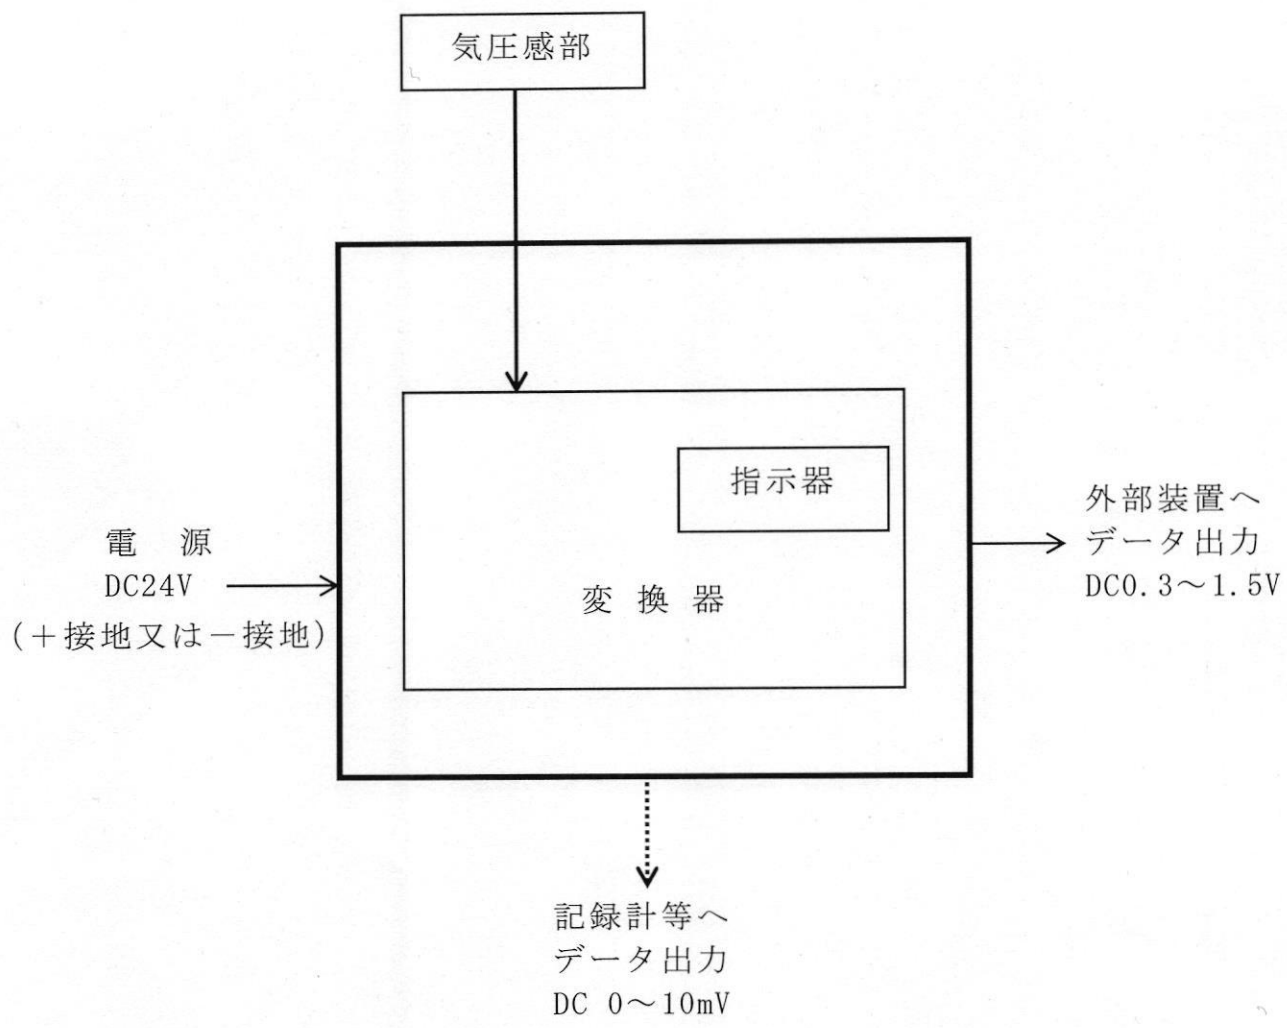 気圧感部
指示器
変換器
電　源
DC24V
(＋接地又は－接地)
外部装置へ
データ出力
DC0.3～1.5V
記録計等へ
データ出力
DC 0～10mV